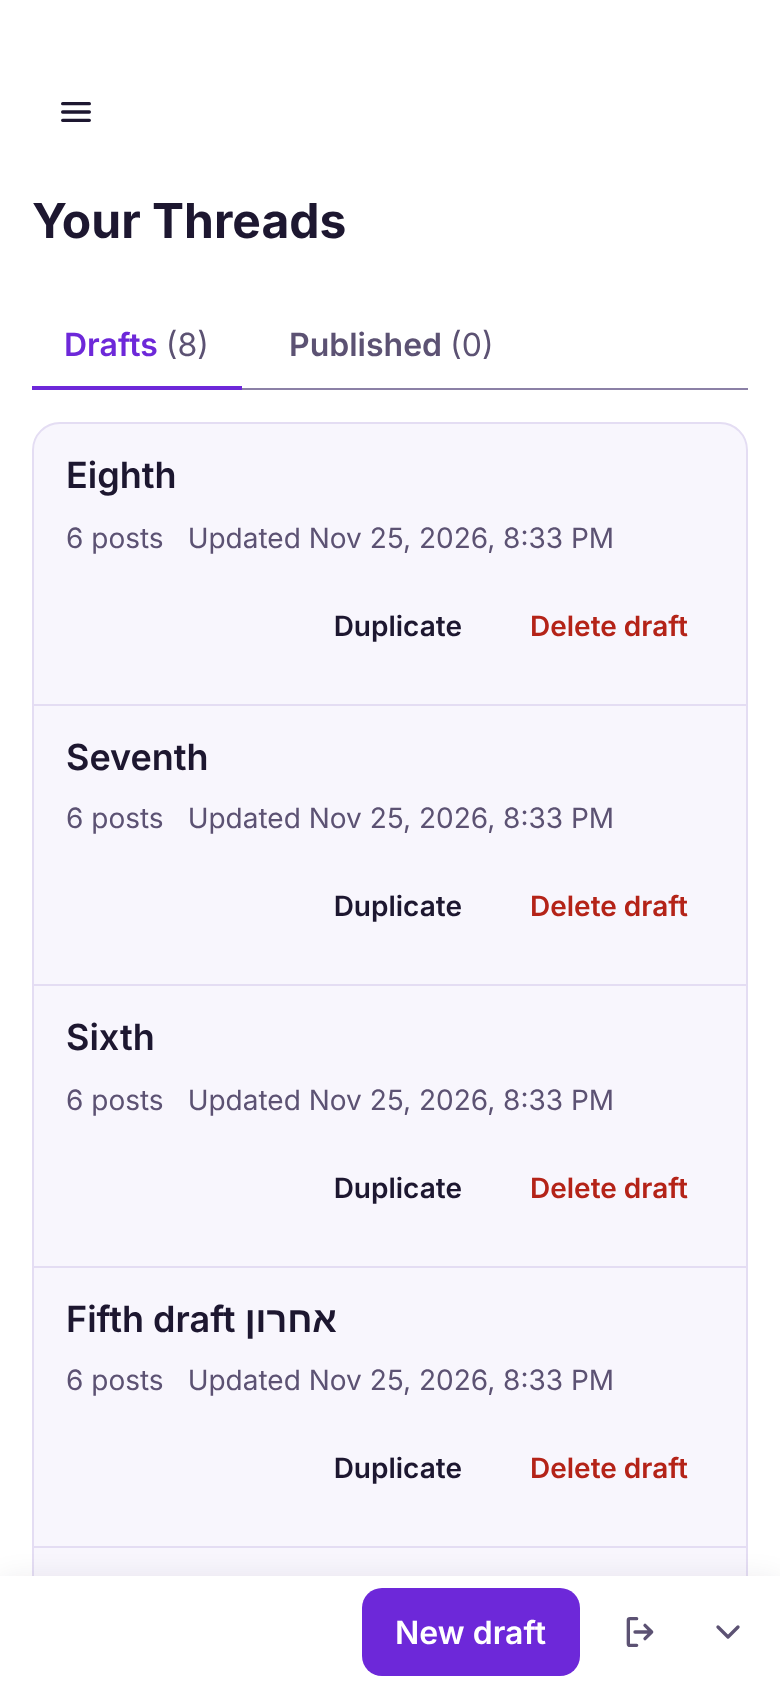 Your Threads
Drafts (8) Published (0)
Eighth
6 posts Updated Nov 25, 2026, 8:33 PM
Duplicate Delete draft
Seventh
6 posts Updated Nov 25, 2026, 8:33 PM
Duplicate Delete draft
Sixth
6 posts Updated Nov 25, 2026, 8:33 PM
Duplicate Delete draft
Fifth draft אחרון
6 posts Updated Nov 25, 2026, 8:33 PM
Duplicate Delete draft
New draft